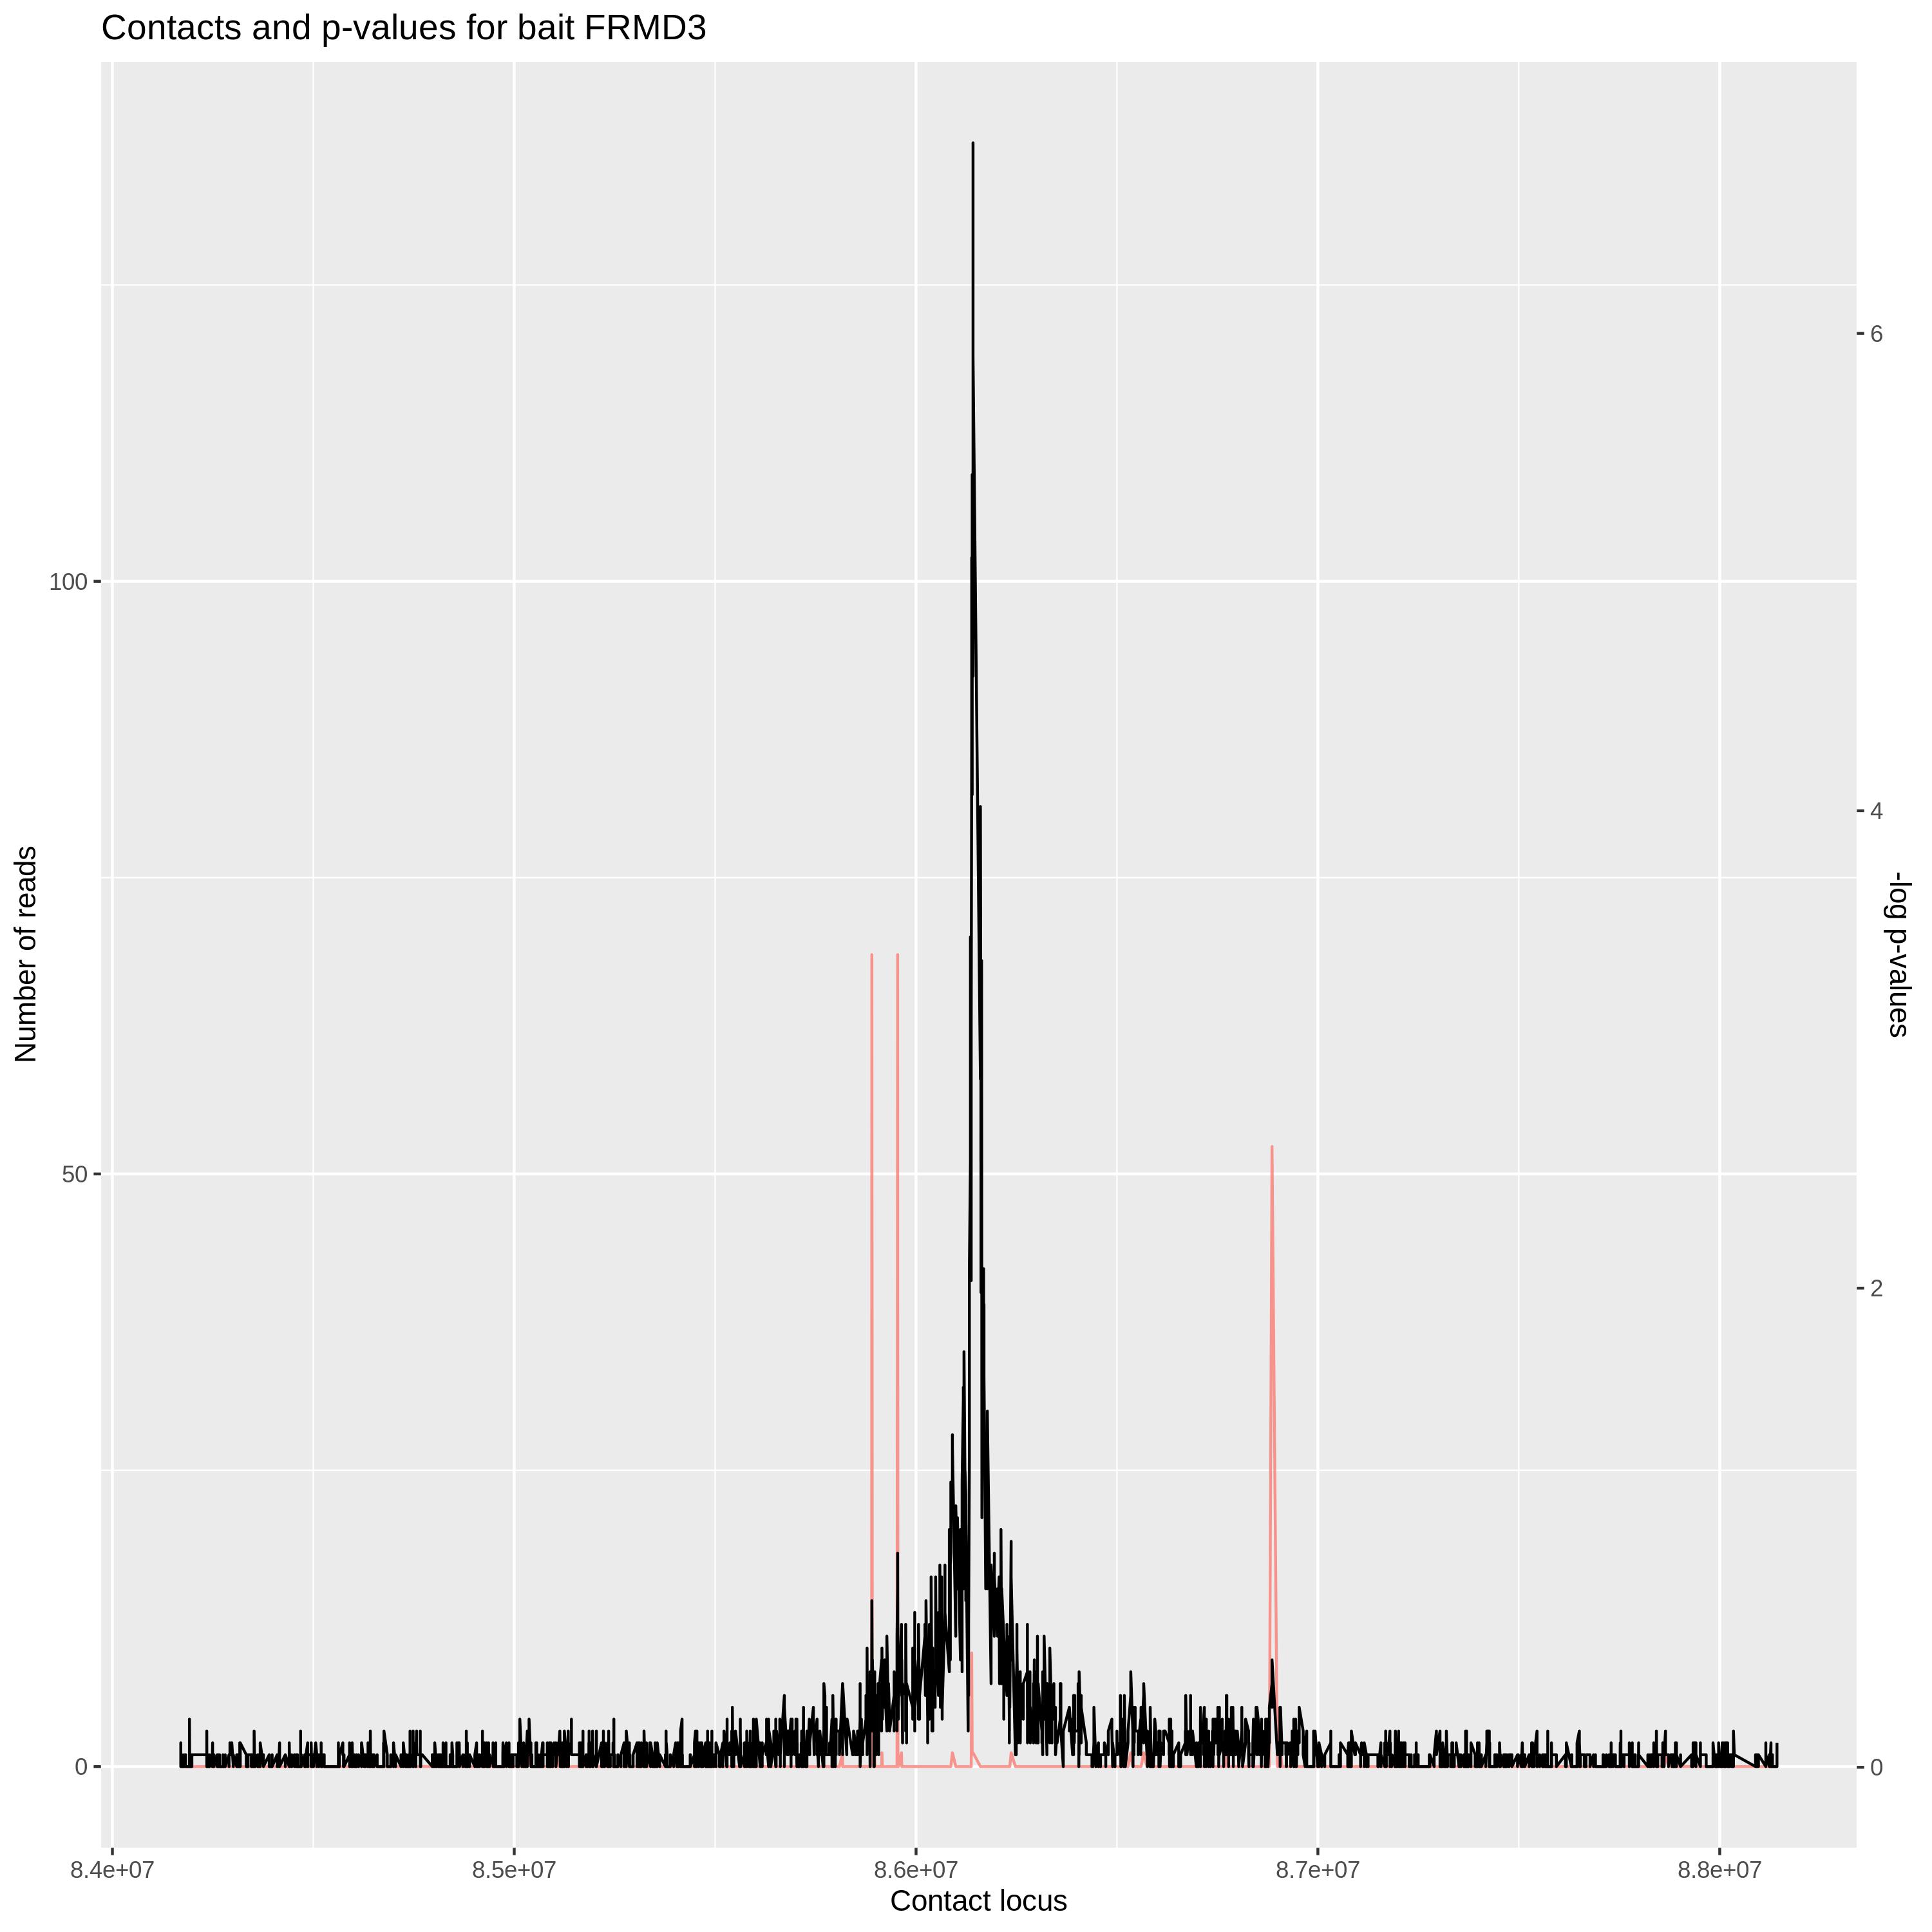 Contacts and p-values for bait FRMD3
Number of reads
100
50
0
6
4
2
0
-log p-values
8.4e+07 8.5e+07 8.6e+07 8.7e+07 8.8e+07
Contact locus